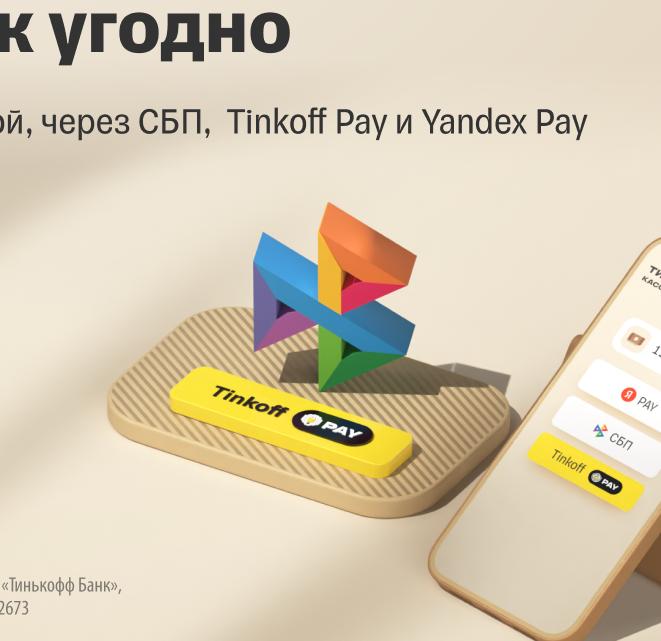 к угодно
ой, через СБП, Tinkoff Pay и Yandex Pay
Tinkoff PAY
Я PAY
СБП
Tinkoff PAY
«Тинькофф Банк»,
2673